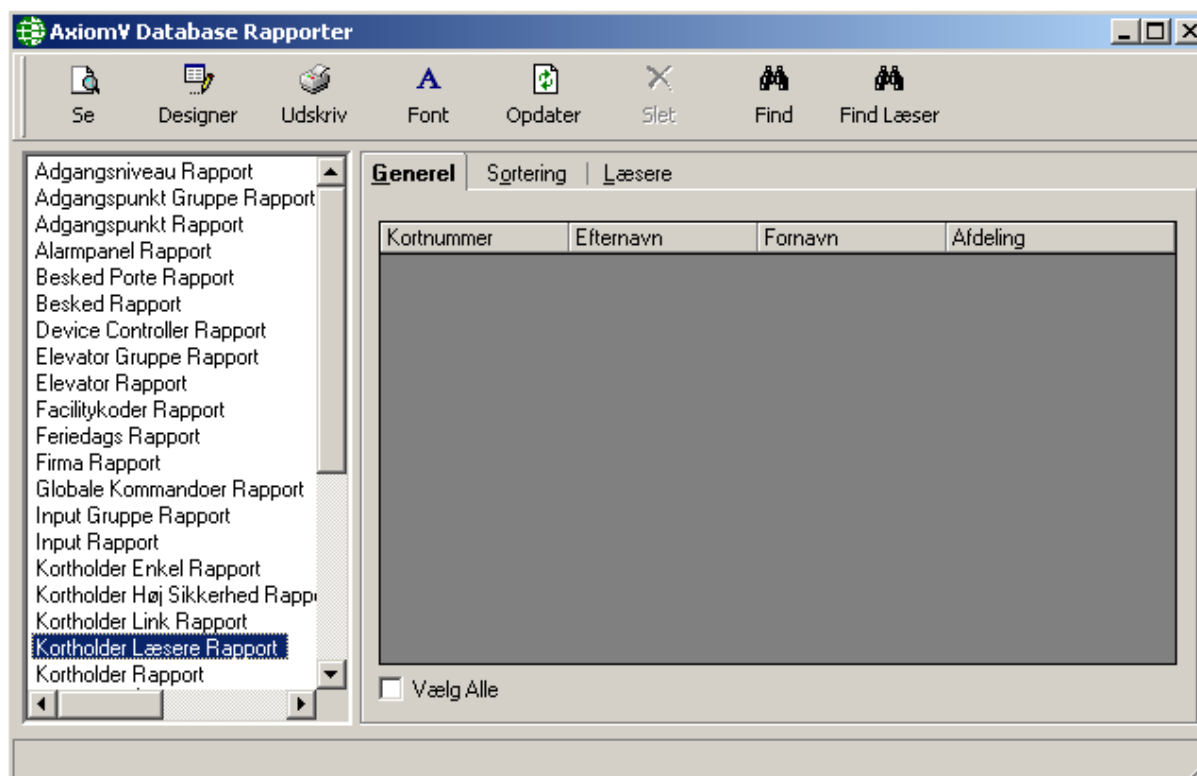 AxiomV Database Rapporter
Se Designer Udskriv Font Opdater Slet Find Find Læser
Adgangsniveau Rapport
Adgangspunkt Gruppe Rapport
Adgangspunkt Rapport
Alarmpanel Rapport
Besked Porte Rapport
Besked Rapport
Device Controller Rapport
Elevator Gruppe Rapport
Elevator Rapport
Facilitykoder Rapport
Feriedags Rapport
Firma Rapport
Globale Kommandoer Rapport
Input Gruppe Rapport
Input Rapport
Kortholder Enkel Rapport
Kortholder Høj Sikkerhed Rappo
Kortholder Link Rapport
Kortholder Læsere Rapport
Kortholder Rapport
Generel Sortering Læsere
Kortnummer Efternavn Fornavn Afdeling
Vælg Alle